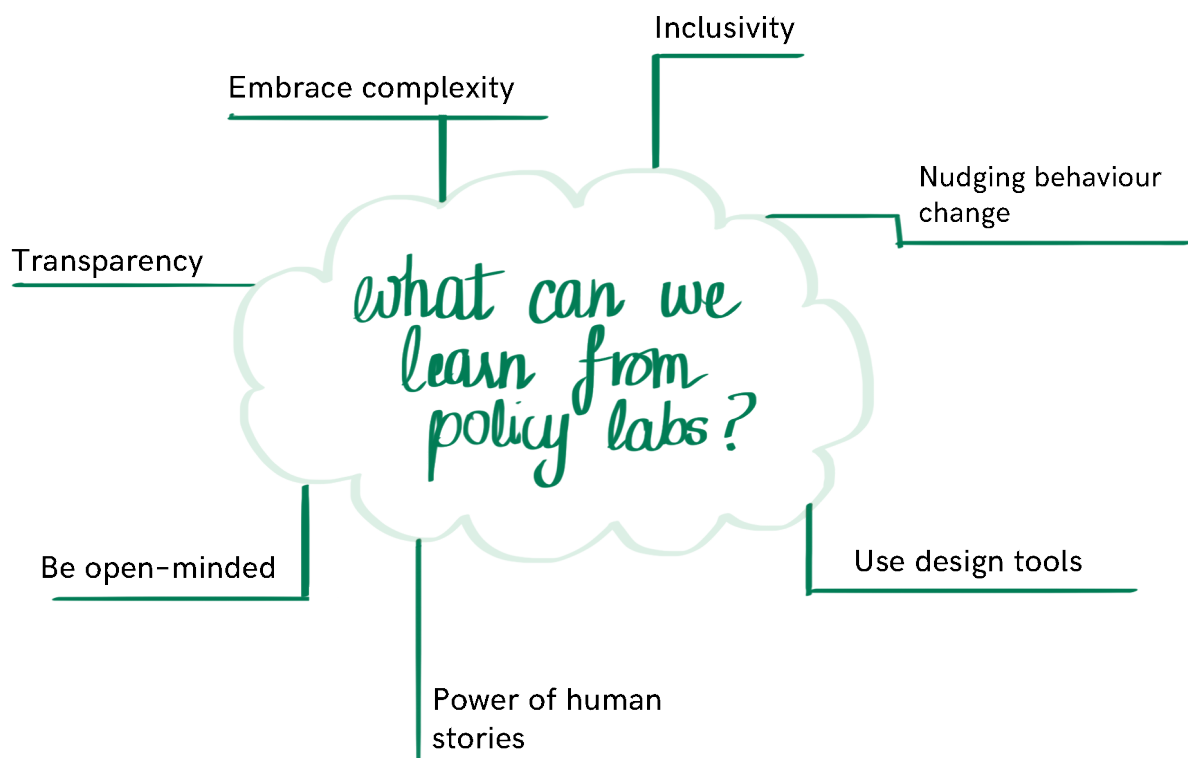 Inclusivity
Embrace complexity
Nudging behaviour
change
Transparency
what can we
learn from
policy labs?
Be open-minded
Use design tools
Power of human
stories